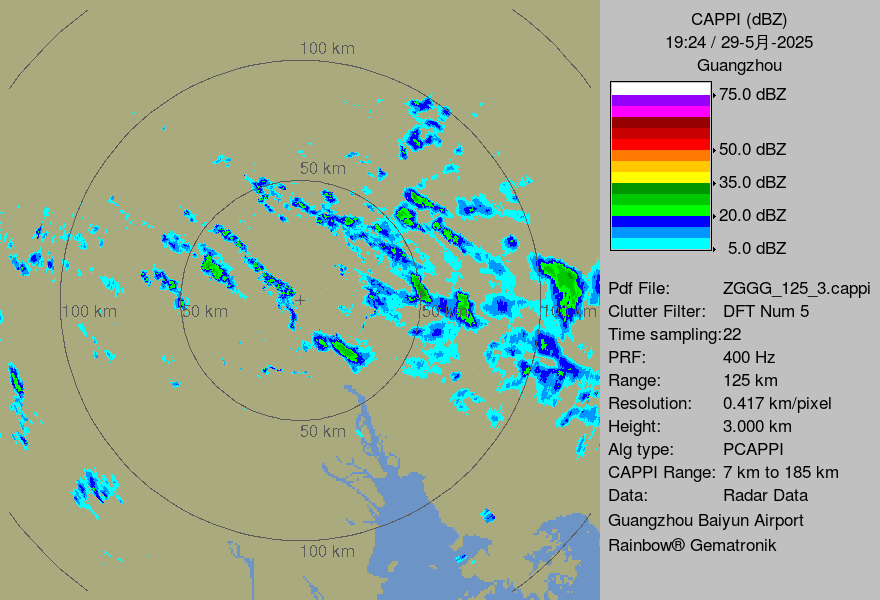 CAPPI (dBZ)
19:24 / 29-5月-2025
Guangzhou
75.0 dBZ
50.0 dBZ
35.0 dBZ
20.0 dBZ
5.0 dBZ
Pdf File: ZGGG_125_3.cappi
Clutter Filter: DFT Num 5
Time sampling:22
PRF: 400 Hz
Range: 125 km
Resolution: 0.417 km/pixel
Height: 3.000 km
Alg type: PCAPPI
CAPPI Range: 7 km to 185 km
Data: Radar Data
Guangzhou Baiyun Airport
Rainbow® Gematronik
100 km
50 km
100 km 50 km 50 km 100 km
50 km
100 km